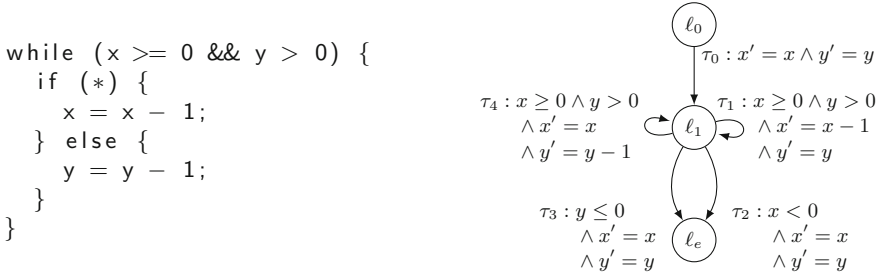 while (x >= 0 && y > 0) {
if (*) {
x = x - 1;
} else {
y = y - 1;
}
}
ℓ0
τ0 : x′ = x ∧ y′ = y
τ4 : x ≥ 0 ∧ y > 0
∧ x′ = x
∧ y′ = y − 1
ℓ1
τ1 : x ≥ 0 ∧ y > 0
∧ x′ = x − 1
∧ y′ = y
τ3 : y ≤ 0
∧ x′ = x
∧ y′ = y
ℓe
τ2 : x < 0
∧ x′ = x
∧ y′ = y